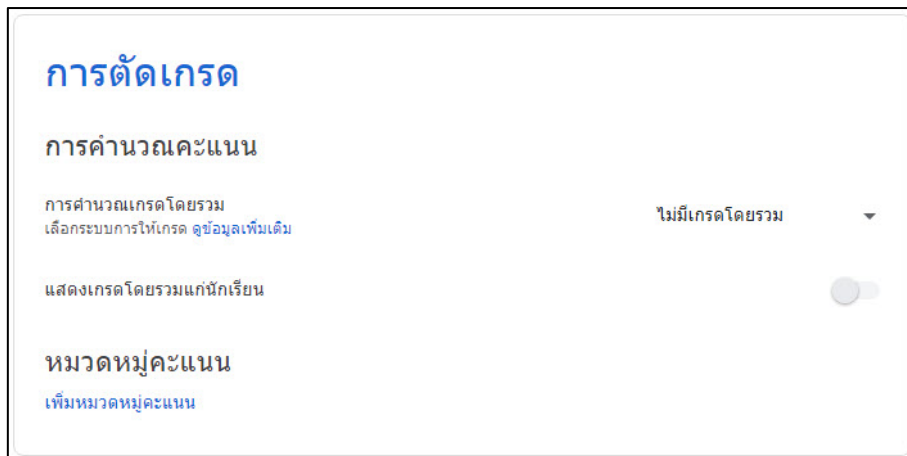 การตัดเกรด
การคำนวณคะแนน
การคำนวณเกรดโดยรวม
เลือกระบบการให้เกรด ดูข้อมูลเพิ่มเติม
ไม่มีเกรดโดยรวม
แสดงเกรดโดยรวมแก่นักเรียน
หมวดหมู่คะแนน
เพิ่มหมวดหมู่คะแนน